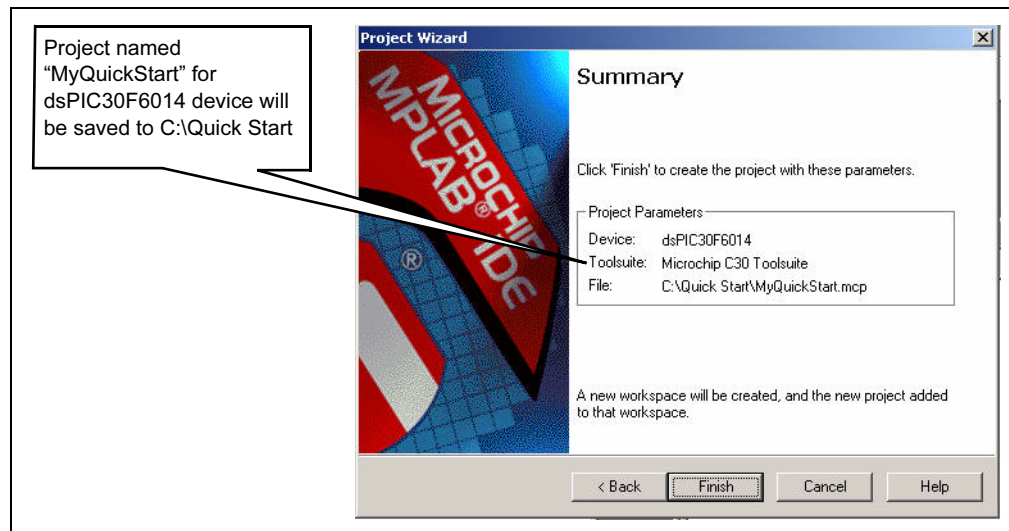 Project named
“MyQuickStart” for
dsPIC30F6014 device will
be saved to C:\Quick Start
Project Wizard
MICROCHIP
MPLAB® IDE
®
Summary
Click 'Finish' to create the project with these parameters.
Project Parameters
Device: dsPIC30F6014
Toolsuite: Microchip C30 Toolsuite
File: C:\Quick Start\MyQuickStart.mcp
A new workspace will be created, and the new project added
to that workspace.
< Back Finish Cancel Help